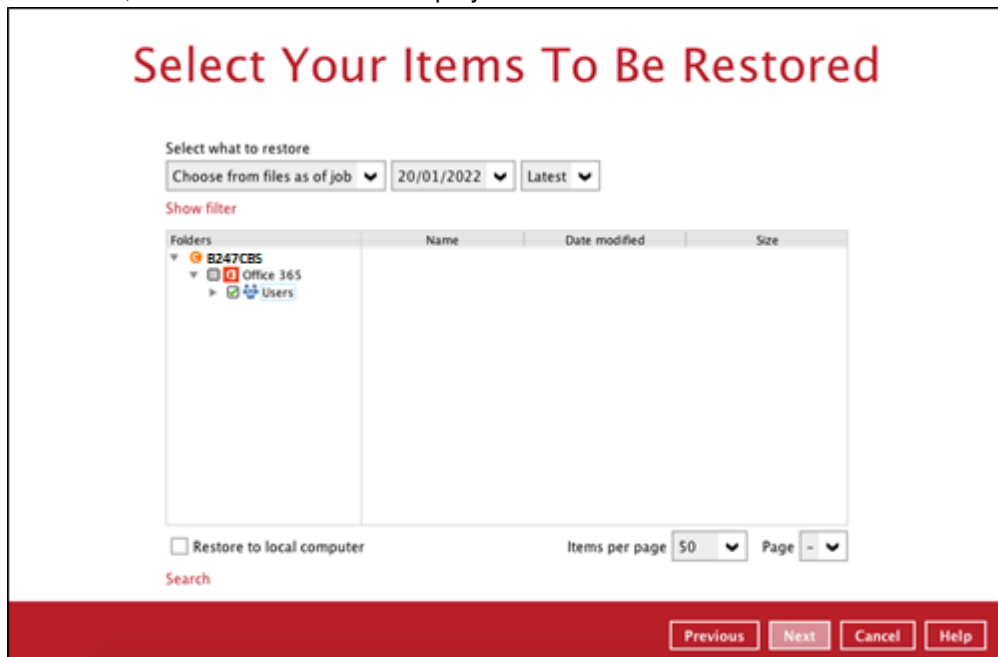 Select Your Items To Be Restored
Select what to restore
Choose from files as of job 20/01/2022 Latest
Show filter
Folders Name Date modified Size
B247CBS
Office 365
Users
Restore to local computer Items per page 50 Page -
Search
Previous Next Cancel Help